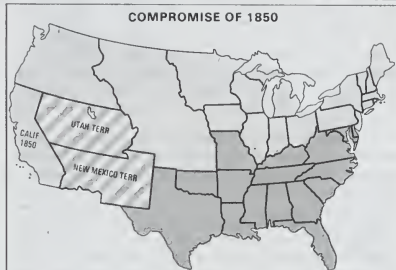 COMPROMISE OF 1850
UTAH TERR
CALIF
1850
NEW MEXICO TERR